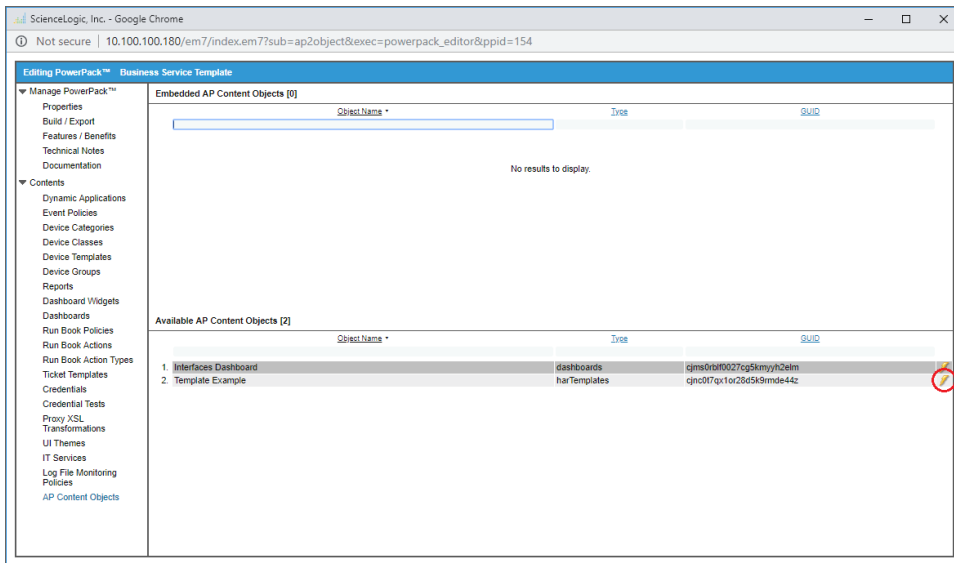 ScienceLogic, Inc. - Google Chrome
Not secure | 10.100.100.180/em7/index.em7?sub=ap2object&exec=powerpack_editor&ppid=154
Editing PowerPack™ Business Service Template
Manage PowerPack™
Properties
Build / Export
Features / Benefits
Technical Notes
Documentation
Contents
Dynamic Applications
Event Policies
Device Categories
Device Classes
Device Templates
Device Groups
Reports
Dashboard Widgets
Dashboards
Run Book Policies
Run Book Actions
Run Book Action Types
Ticket Templates
Credentials
Credential Tests
Proxy XSL
Transformations
UI Themes
IT Services
Log File Monitoring
Policies
AP Content Objects
Embedded AP Content Objects [0]
Object Name Type GUID
No results to display.
Available AP Content Objects [2]
Object Name Type GUID
1. Interfaces Dashboard dashboards cjms0rblf0027cg5kmyyh2elm
2. Template Example harTemplates cjnc0t7qx1or28d5k9rmde44z